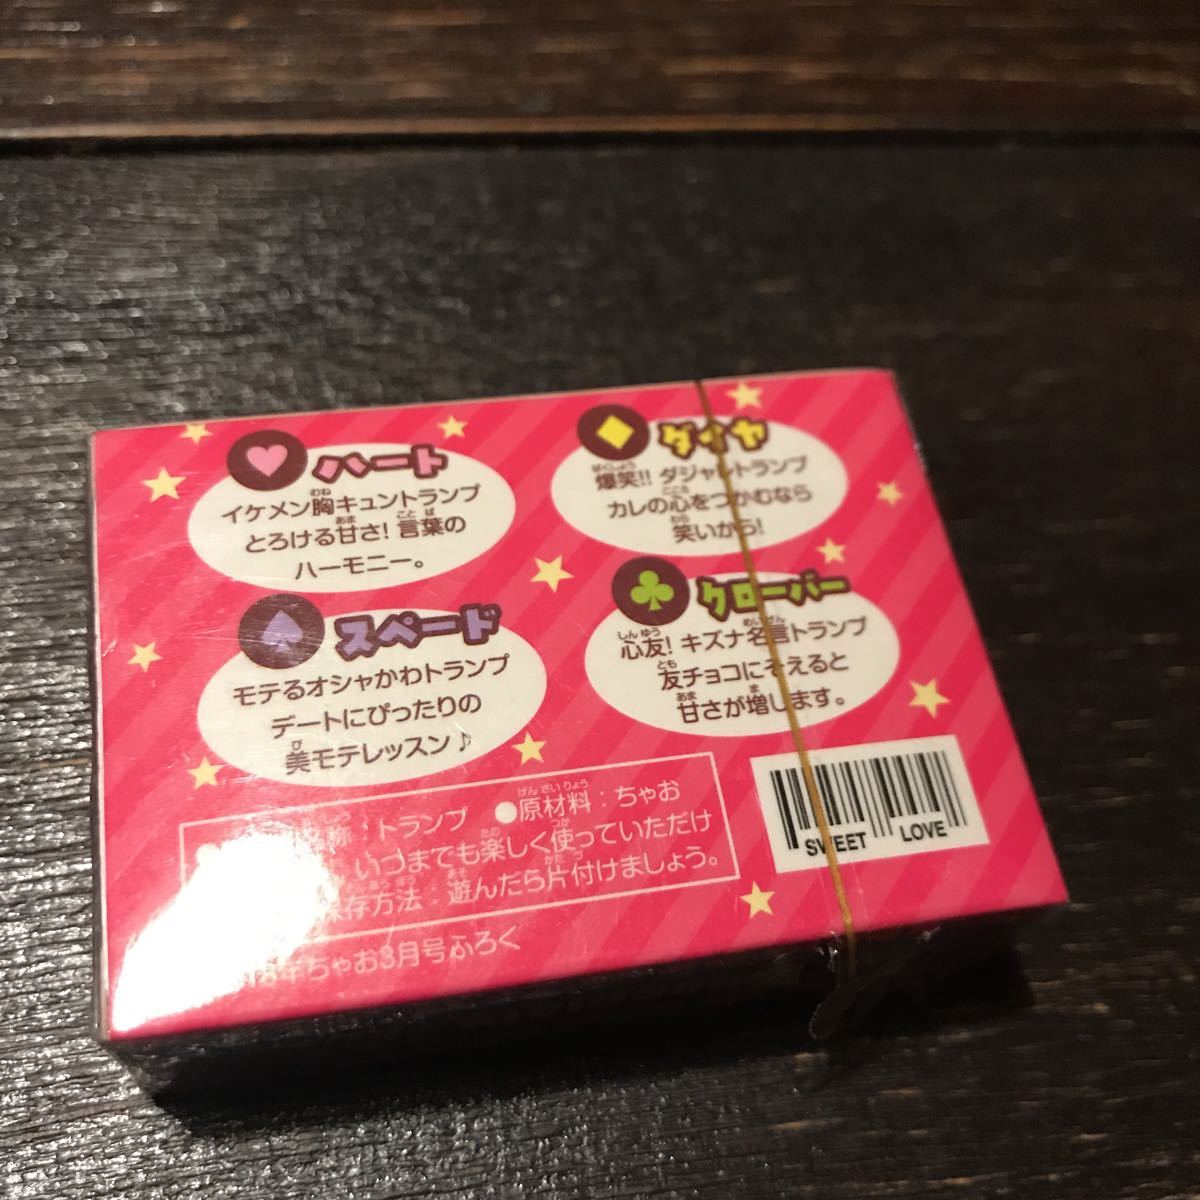 ハート
イケメン胸キュントランプ
とろける甘さ! 言葉の
ハーモニー。
ダイヤ
爆笑!! ダジャレトランプ
カレの心をつかむなら
笑いから!
スペード
モテるオシャかわトランプ
デートにぴったりの
美モテレッスン♪
クローバー
心友! キズナ名言トランプ
友チョコにそえると
甘さが増します。
称:トランプ ●原材料:ちゃお
いつまでも楽しく使っていただけ
保存方法:遊んだら片付けましょう。
年ちゃお3月号ふろく
SWEET LOVE